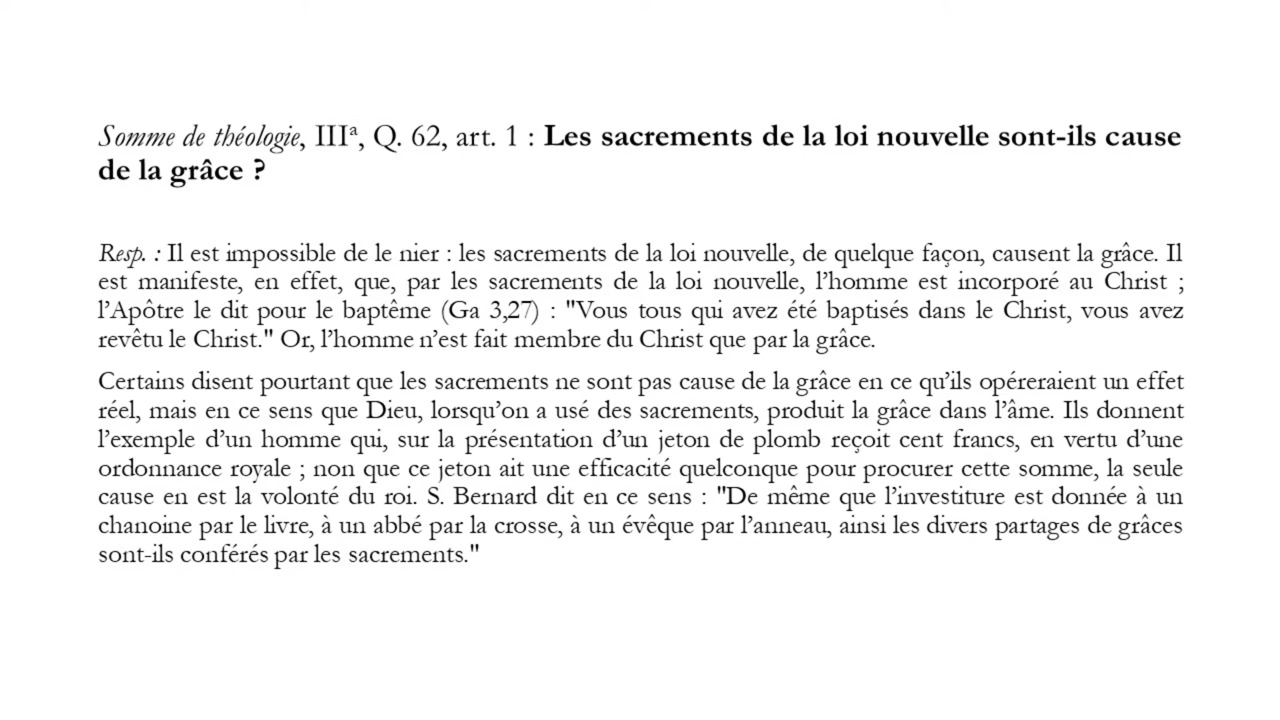 Somme de théologie, IIIª, Q. 62, art. 1 : Les sacrements de la loi nouvelle sont-ils cause
de la grâce ?
Resp. : Il est impossible de le nier : les sacrements de la loi nouvelle, de quelque façon, causent la grâce. Il
est manifeste, en effet, que, par les sacrements de la loi nouvelle, l’homme est incorporé au Christ ;
l’Apôtre le dit pour le baptême (Ga 3,27) : "Vous tous qui avez été baptisés dans le Christ, vous avez
revêtu le Christ." Or, l’homme n’est fait membre du Christ que par la grâce.
Certains disent pourtant que les sacrements ne sont pas cause de la grâce en ce qu’ils opéreraient un effet
réel, mais en ce sens que Dieu, lorsqu’on a usé des sacrements, produit la grâce dans l’âme. Ils donnent
l’exemple d’un homme qui, sur la présentation d’un jeton de plomb reçoit cent francs, en vertu d’une
ordonnance royale ; non que ce jeton ait une efficacité quelconque pour procurer cette somme, la seule
cause en est la volonté du roi. S. Bernard dit en ce sens : "De même que l’investiture est donnée à un
chanoine par le livre, à un abbé par la crosse, à un évêque par l’anneau, ainsi les divers partages de grâces
sont-ils conférés par les sacrements."